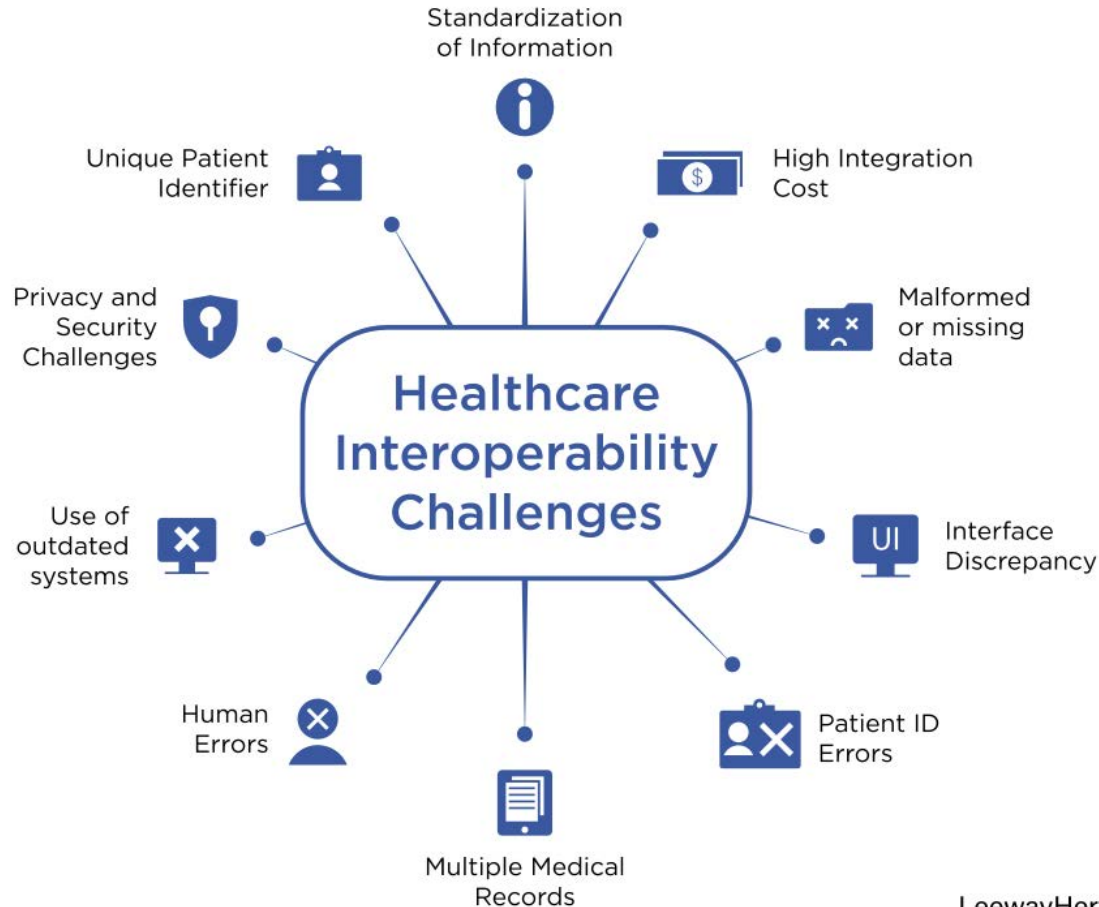 Standardization
of Information
Unique Patient
Identifier
$
High Integration
Cost
Privacy and
Security
Challenges
Malformed
or missing
data
Healthcare
Interoperability
Challenges
Use of
outdated
systems
UI
Interface
Discrepancy
Human
Errors
Patient ID
Errors
Multiple Medical
Records